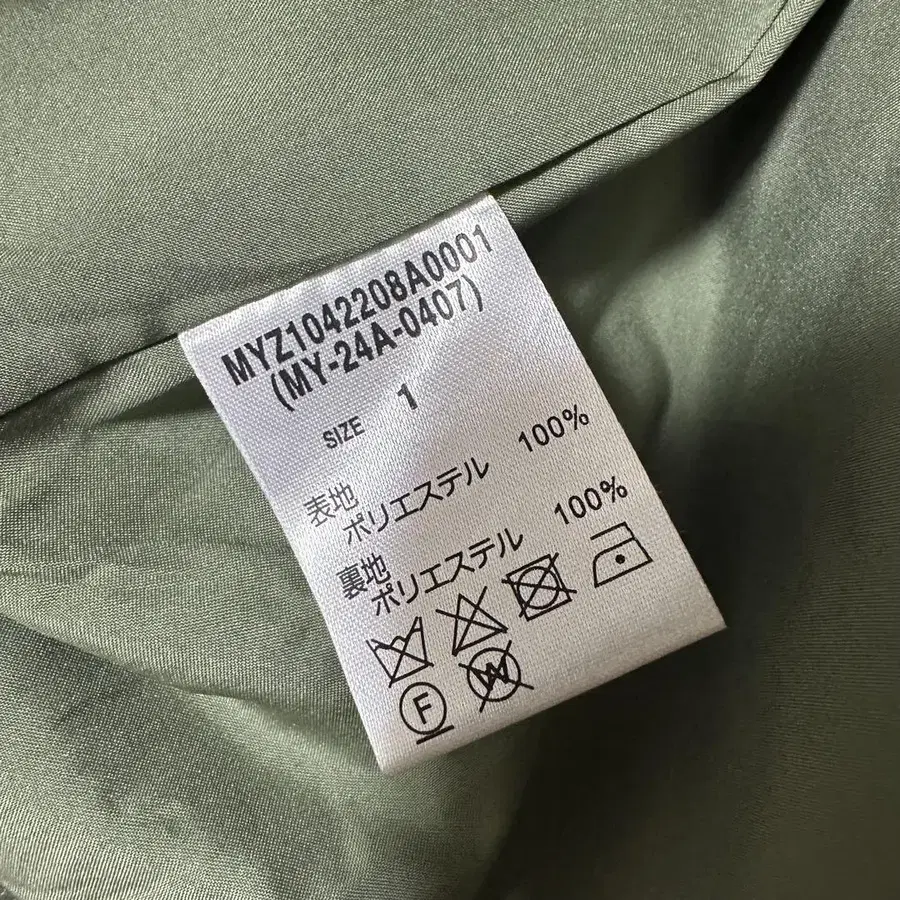 MYZ1042208A0001
(MY-24A-0407)
SIZE 1
表地
ポリエステル 100%
裏地
ポリエステル 100%
F W